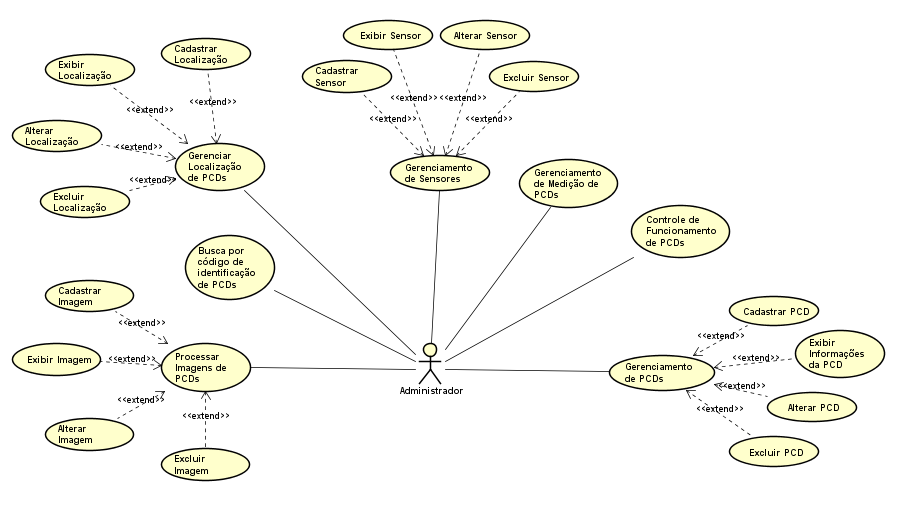 Exibir Sensor
Alterar Sensor
Cadastrar
Localização
Exibir
Localização
Cadastrar
Sensor
Excluir Sensor
<<extend>>
<<extend>>
<<extend>>
<<extend>>
<<extend>>
<<extend>>
Alterar
Localização
<<extend>>
Gerenciar
Localização
de PCDs
Gerenciamento
de Sensores
Gerenciamento
de Medição de
PCDs
<<extend>>
Excluir
Localização
Controle de
Funcionamento
de PCDs
Busca por
código de
identificação
de PCDs
Cadastrar
Imagem
<<extend>>
Cadastrar PCD
<<extend>>
Exibir
Informações
da PCD
Exibir Imagem
<<extend>>
Processar
Imagens de
PCDs
<<extend>>
Gerenciamento
de PCDs
<<extend>>
Administrador
<<extend>>
Alterar PCD
<<extend>>
<<extend>>
Alterar
Imagem
Excluir PCD
Excluir
Imagem